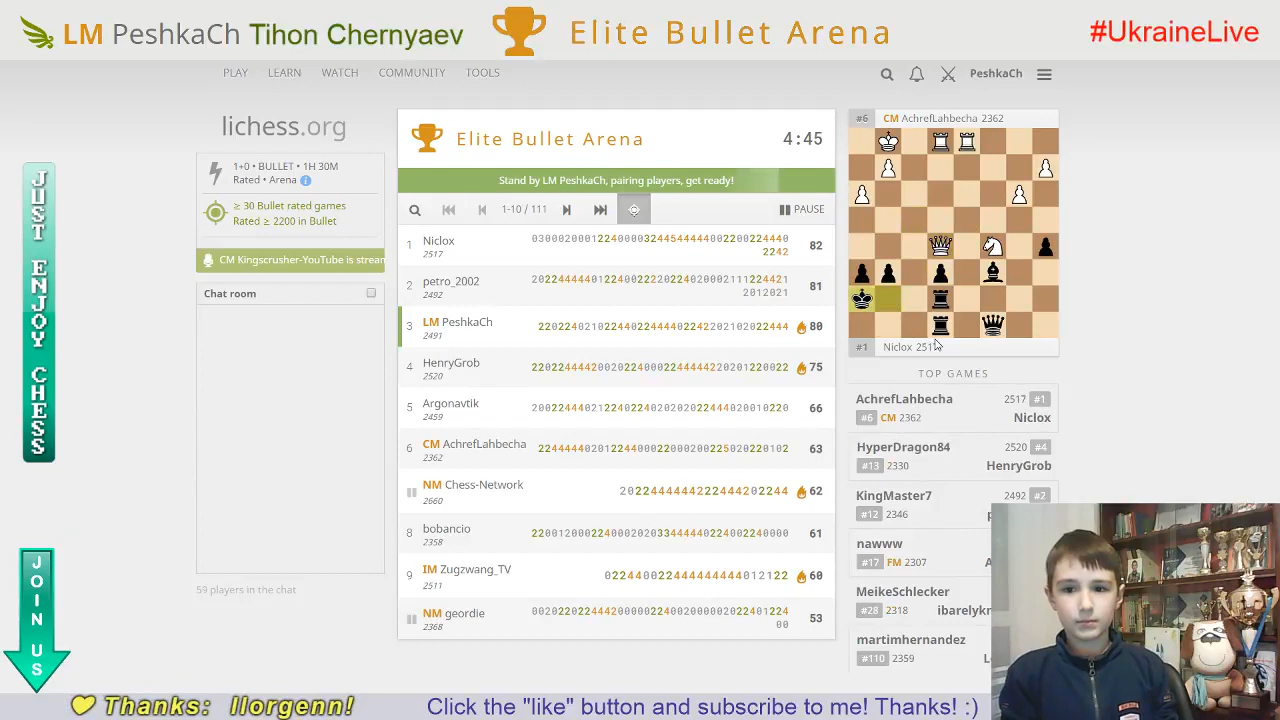 LM PeshkaCh Tihon Chernyaev
Elite Bullet Arena
#UkraineLive
PLAY LEARN WATCH COMMUNITY TOOLS
PeshkaCh
lichess.org
1+0 • BULLET • 1H 30M
Rated • Arena
≥ 30 Bullet rated games
Rated ≥ 2200 in Bullet
CM Kingscrusher-YouTube is strea
Chat room
59 players in the chat
JUST ENJOY CHESS
JOIN US
Elite Bullet Arena 4:45
Stand by LM PeshkaCh, pairing players, get ready!
1-10 / 111 PAUSE
1 Niclox 82
2517
2 petro_2002 81
2492
3 LM PeshkaCh 80
2491
4 HenryGrob 75
2520
5 Argonavtik 66
2459
6 CM AchrefLahbecha 63
2362
NM Chess-Network 62
2660
8 bobancio 61
2358
9 IM Zugzwang_TV 60
2511
NM geordie 53
2368
#6 CM AchrefLahbecha 2362
#1 Niclox
TOP GAMES
AchrefLahbecha 2517 #1
#6 CM 2362 Niclox
HyperDragon84 2520 #4
#13 2330 HenryGrob
KingMaster7 2492 #2
#12 2346
nawww
#17 FM 2307
MeikeSchlecker
#28 2318 ibarelykn
martimhernandez
#110 2359
Thanks: llorgenn!
Click the "like" button and subscribe to me! Thanks! :)